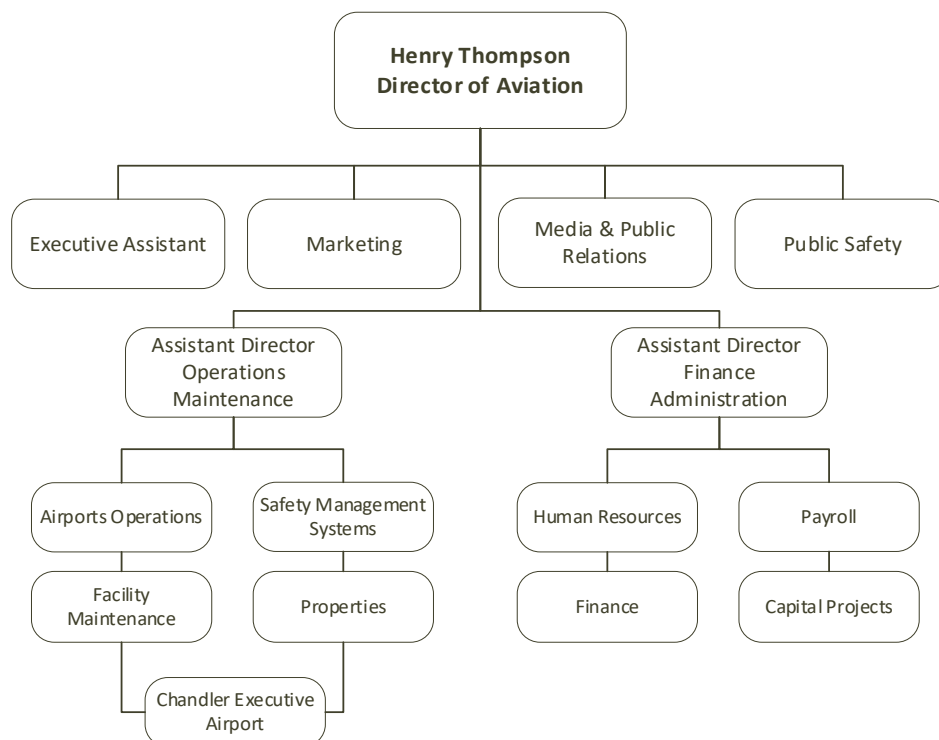 Henry Thompson
Director of Aviation
Executive Assistant
Marketing
Media & Public
Relations
Public Safety
Assistant Director
Operations
Maintenance
Assistant Director
Finance
Administration
Airports Operations
Safety Management
Systems
Human Resources
Payroll
Facility
Maintenance
Properties
Finance
Capital Projects
Chandler Executive
Airport